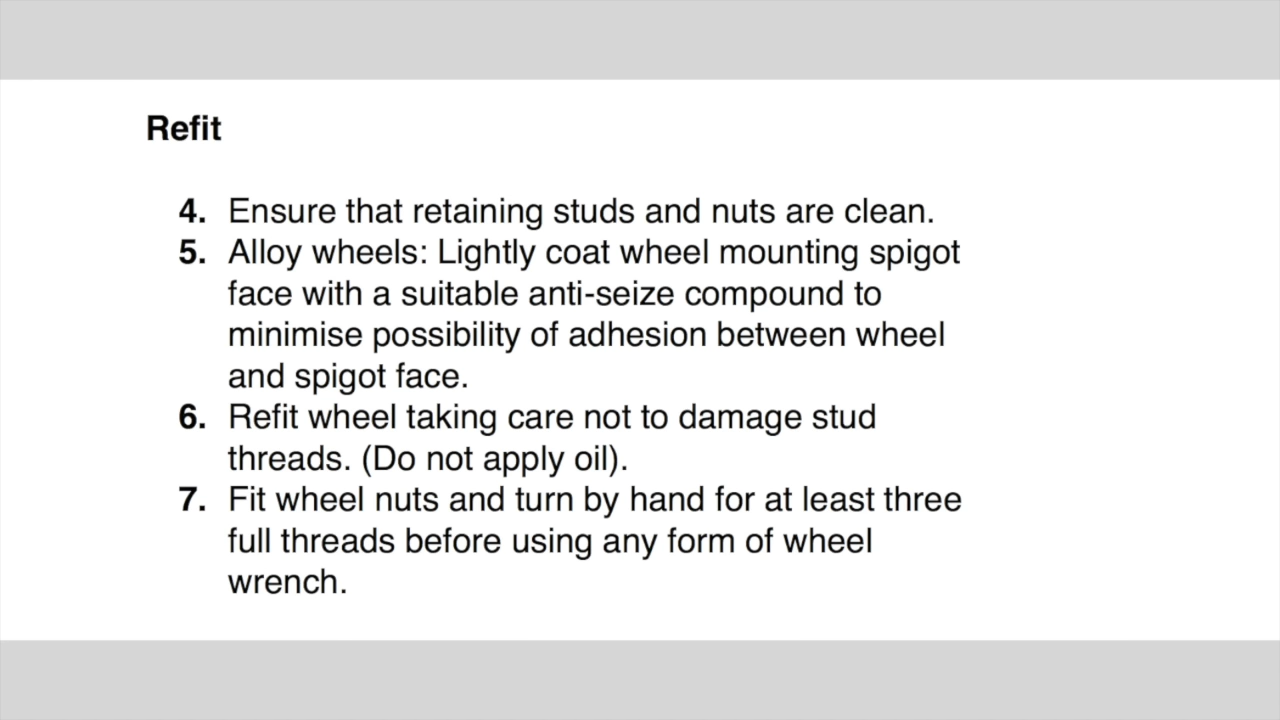 Refit
4. Ensure that retaining studs and nuts are clean.
5. Alloy wheels: Lightly coat wheel mounting spigot
face with a suitable anti-seize compound to
minimise possibility of adhesion between wheel
and spigot face.
6. Refit wheel taking care not to damage stud
threads. (Do not apply oil).
7. Fit wheel nuts and turn by hand for at least three
full threads before using any form of wheel
wrench.